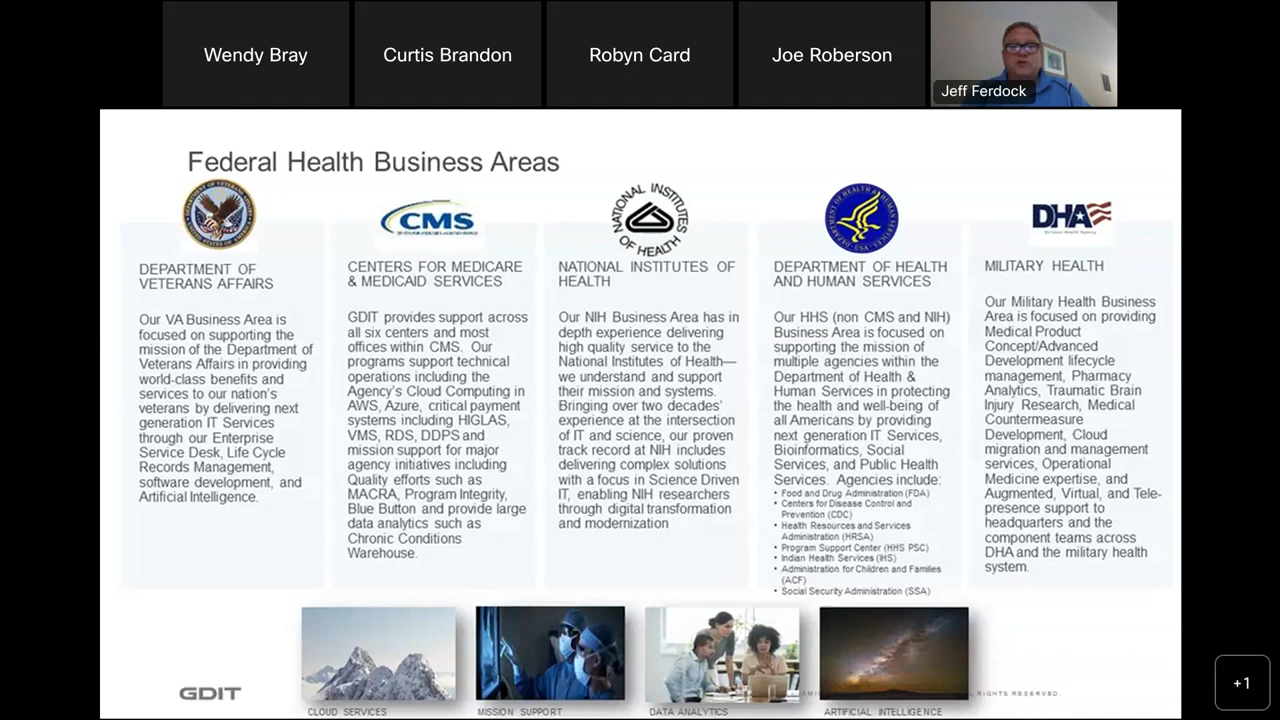 Wendy Bray
Curtis Brandon
Robyn Card
Joe Roberson
Jeff Ferdock
Federal Health Business Areas
CMS
NATIONAL INSTITUTES OF HEALTH
DHA
DEPARTMENT OF
VETERANS AFFAIRS
Our VA Business Area is
focused on supporting the
mission of the Department of
Veterans Affairs in providing
world-class benefits and
services to our nation's
veterans by delivering next
generation IT Services
through our Enterprise
Service Desk, Life Cycle
Records Management,
software development, and
Artificial Intelligence.
CENTERS FOR MEDICARE
& MEDICAID SERVICES
GDIT provides support across
all six centers and most
offices within CMS. Our
programs support technical
operations including the
Agency's Cloud Computing in
AWS, Azure, critical payment
systems including HIGLAS,
VMS, RDS, DDPS and
mission support for major
agency initiatives including
Quality efforts such as
MACRA, Program Integrity,
Blue Button and provide large
data analytics such as
Chronic Conditions
Warehouse.
NATIONAL INSTITUTES OF
HEALTH
Our NIH Business Area has in
depth experience delivering
high quality service to the
National Institutes of Health—
we understand and support
their mission and systems.
Bringing over two decades'
experience at the intersection
of IT and science, our proven
track record at NIH includes
delivering complex solutions
with a focus in Science Driven
IT, enabling NIH researchers
through digital transformation
and modernization
DEPARTMENT OF HEALTH
AND HUMAN SERVICES
Our HHS (non CMS and NIH)
Business Area is focused on
supporting the mission of
multiple agencies within the
Department of Health &
Human Services in protecting
the health and well-being of
all Americans by providing
next generation IT Services,
Bioinformatics, Social
Services, and Public Health
Services. Agencies include:
• Food and Drug Administration (FDA)
• Centers for Disease Control and
Prevention (CDC)
• Health Resources and Services
Administration (HRSA)
• Program Support Center (HHS PSC)
• Indian Health Services (IHS)
• Administration for Children and Families
(ACF)
• Social Security Administration (SSA)
MILITARY HEALTH
Our Military Health Business
Area is focused on providing
Medical Product
Concept/Advanced
Development lifecycle
management, Pharmacy
Analytics, Traumatic Brain
Injury Research, Medical
Countermeasure
Development, Cloud
migration and management
services, Operational
Medicine expertise, and
Augmented, Virtual, and Tele-
presence support to
headquarters and the
component teams across
DHA and the military health
system.
GDIT
CLOUD SERVICES
MISSION SUPPORT
DATA ANALYTICS
ARTIFICIAL INTELLIGENCE
RIGHTS RESERVED.
+1